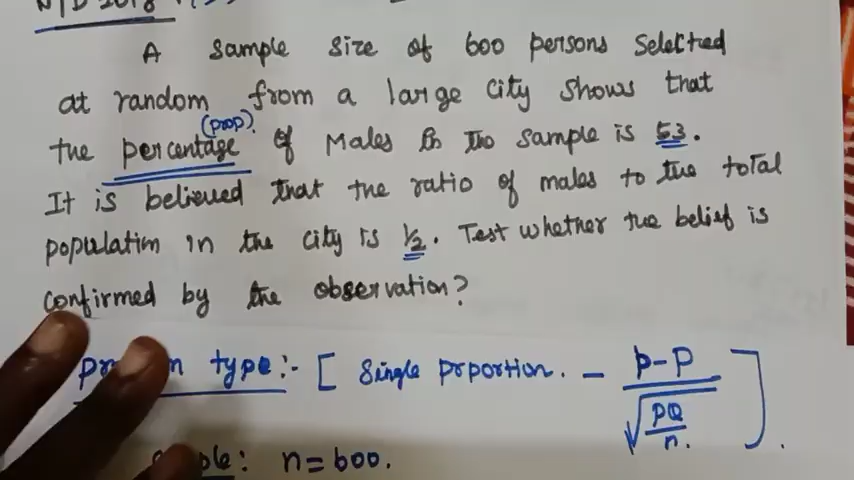 N/D 2018
A sample size of 600 persons selected
at random from a large city shows that
(prop).
the percentage of Males in the sample is 53.
It is believed that the ratio of males to the total
population in the city is 1/2. Test whether the belief is
confirmed by the observation?
type:- [ Single proportion. - p-P / √PQ/n. ].
: n=600.